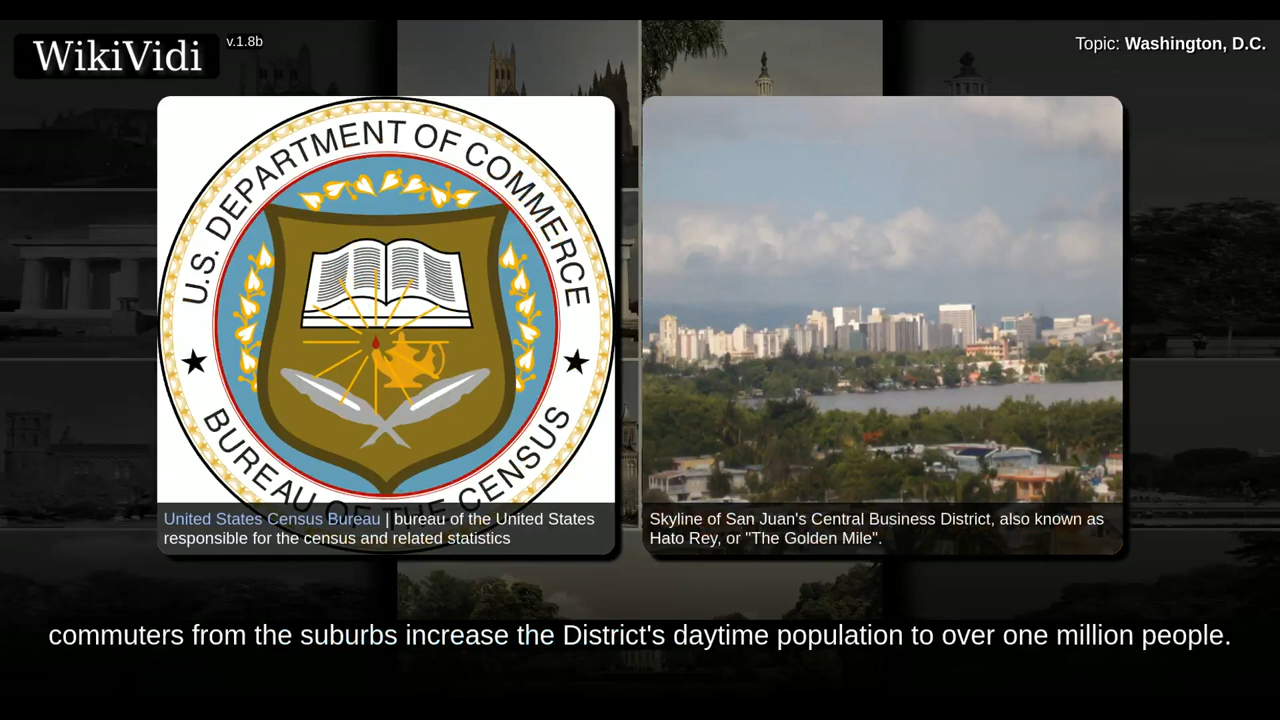 WikiVidi
v.1.8b
Topic: Washington, D.C.
U.S. DEPARTMENT OF COMMERCE
BUREAU OF THE CENSUS
United States Census Bureau | bureau of the United States
responsible for the census and related statistics
Skyline of San Juan's Central Business District, also known as
Hato Rey, or "The Golden Mile".
commuters from the suburbs increase the District's daytime population to over one million people.